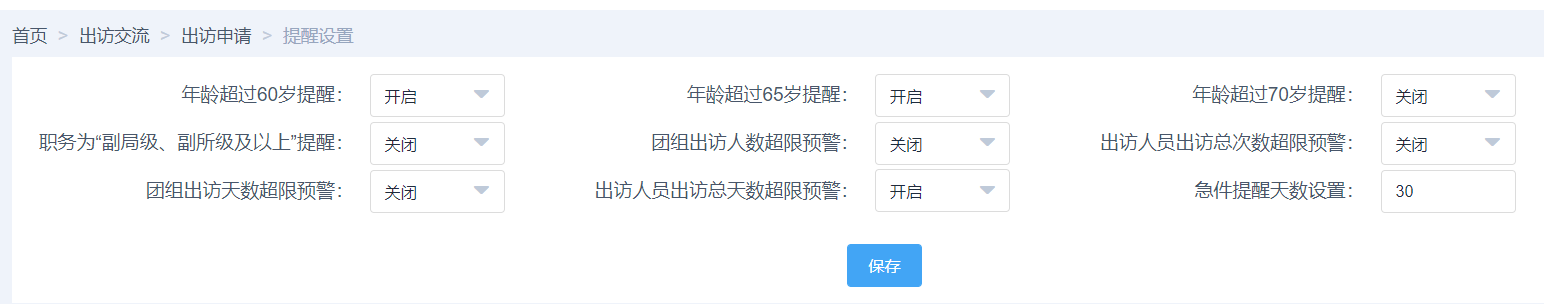 首页 > 出访交流 > 出访申请 > 提醒设置
年龄超过60岁提醒： 开启 年龄超过65岁提醒： 开启 年龄超过70岁提醒： 关闭
职务为“副局级、副所级及以上”提醒： 关闭 团组出访人数超限预警： 关闭 出访人员出访总次数超限预警： 关闭
团组出访天数超限预警： 关闭 出访人员出访总天数超限预警： 开启 急件提醒天数设置： 30
保存